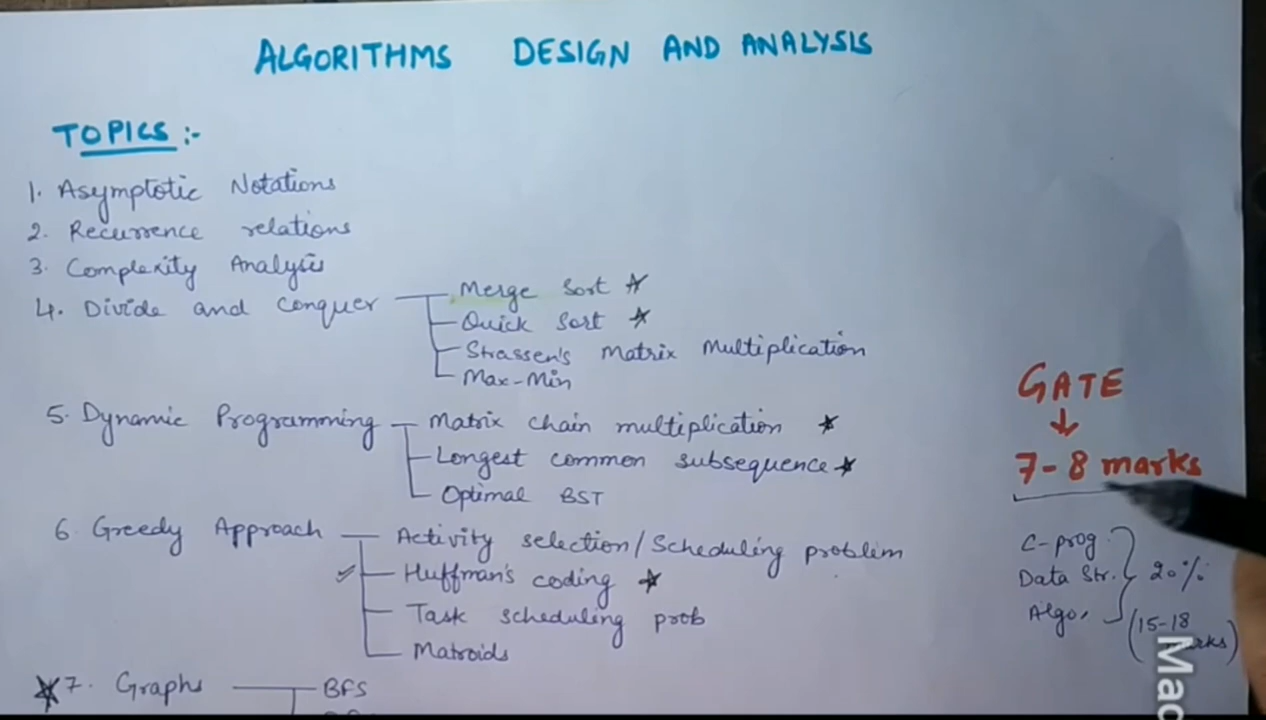 ALGORITHMS DESIGN AND ANALYSIS
TOPICS :-
1. Asymptotic Notations
2. Recurrence relations
3. Complexity Analysis
4. Divide and Conquer
Merge Sort
Quick Sort
Strassen's Matrix Multiplication
Max-Min
5. Dynamic Programming
Matrix chain multiplication
Longest common subsequence
Optimal BST
6. Greedy Approach
Activity selection/Scheduling problem
Huffman's coding
Task scheduling prob
Matroids
7. Graphs
BFS
GATE
7-8 marks
C-prog.
Data Str.
Algo.
20%
(15-18
Mad